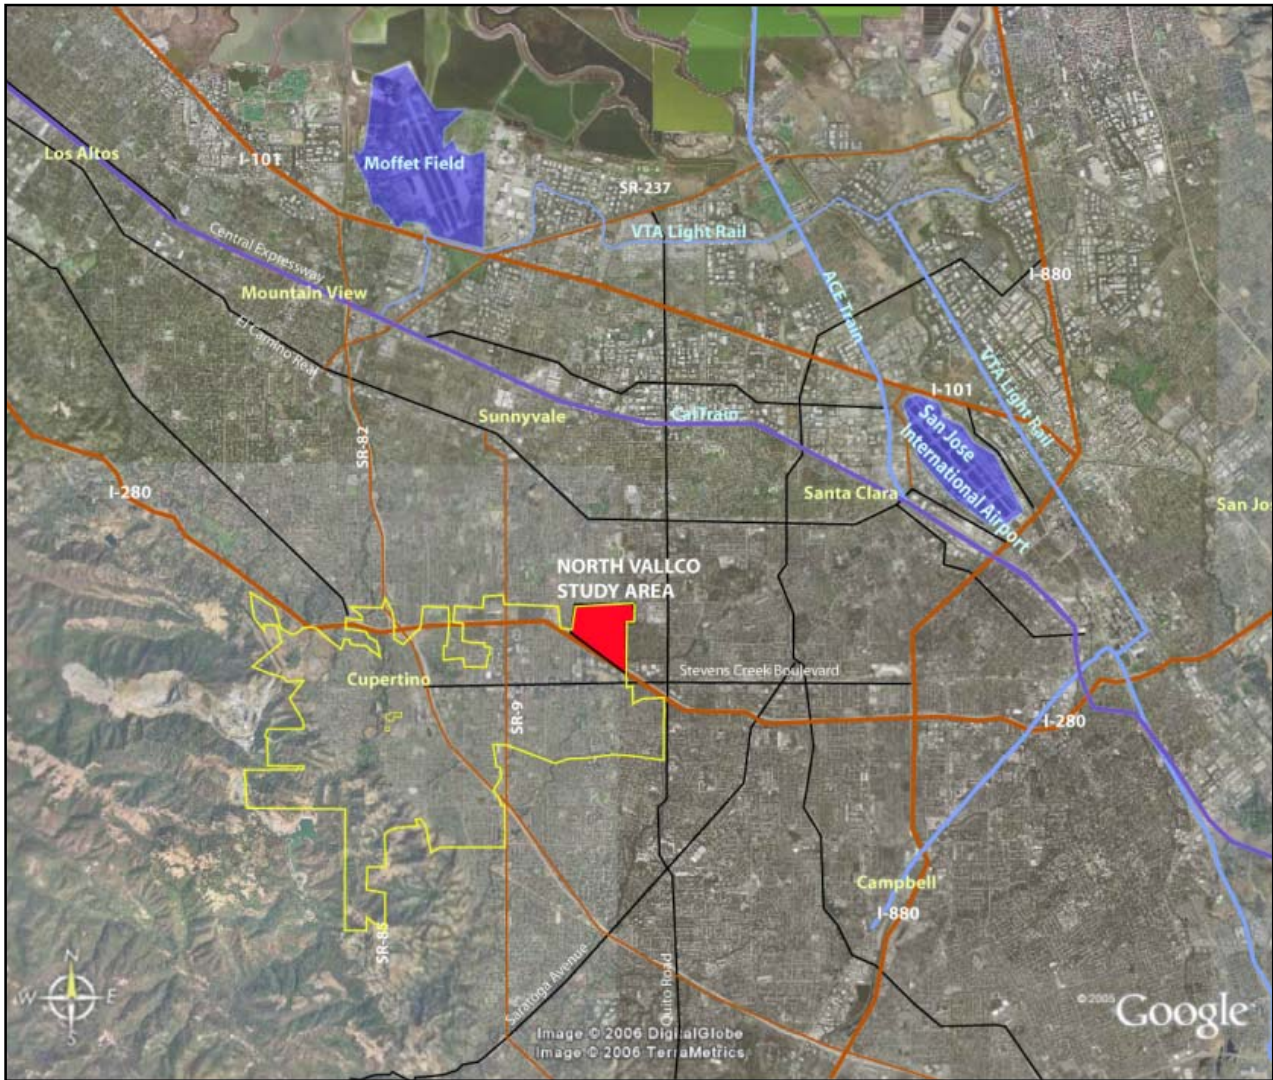 Los Altos
I-101
Moffet Field
SR-237
VTA Light Rail
Central Expressway
Mountain View
El Camino Real
ACE Train
I-880
VTA Light Rail
I-101
Sunnyvale
CalTrain
San Jose
International Airport
SR-82
I-280
Santa Clara
San Jos
NORTH VALLCO
STUDY AREA
Stevens Creek Boulevard
Cupertino
SR-9
I-280
Campbell
I-880
SR-85
Saratoga Avenue
Quito Road
N
W E
S
© 2005 Google
Image © 2006 DigitalGlobe
Image © 2006 TerraMetrics